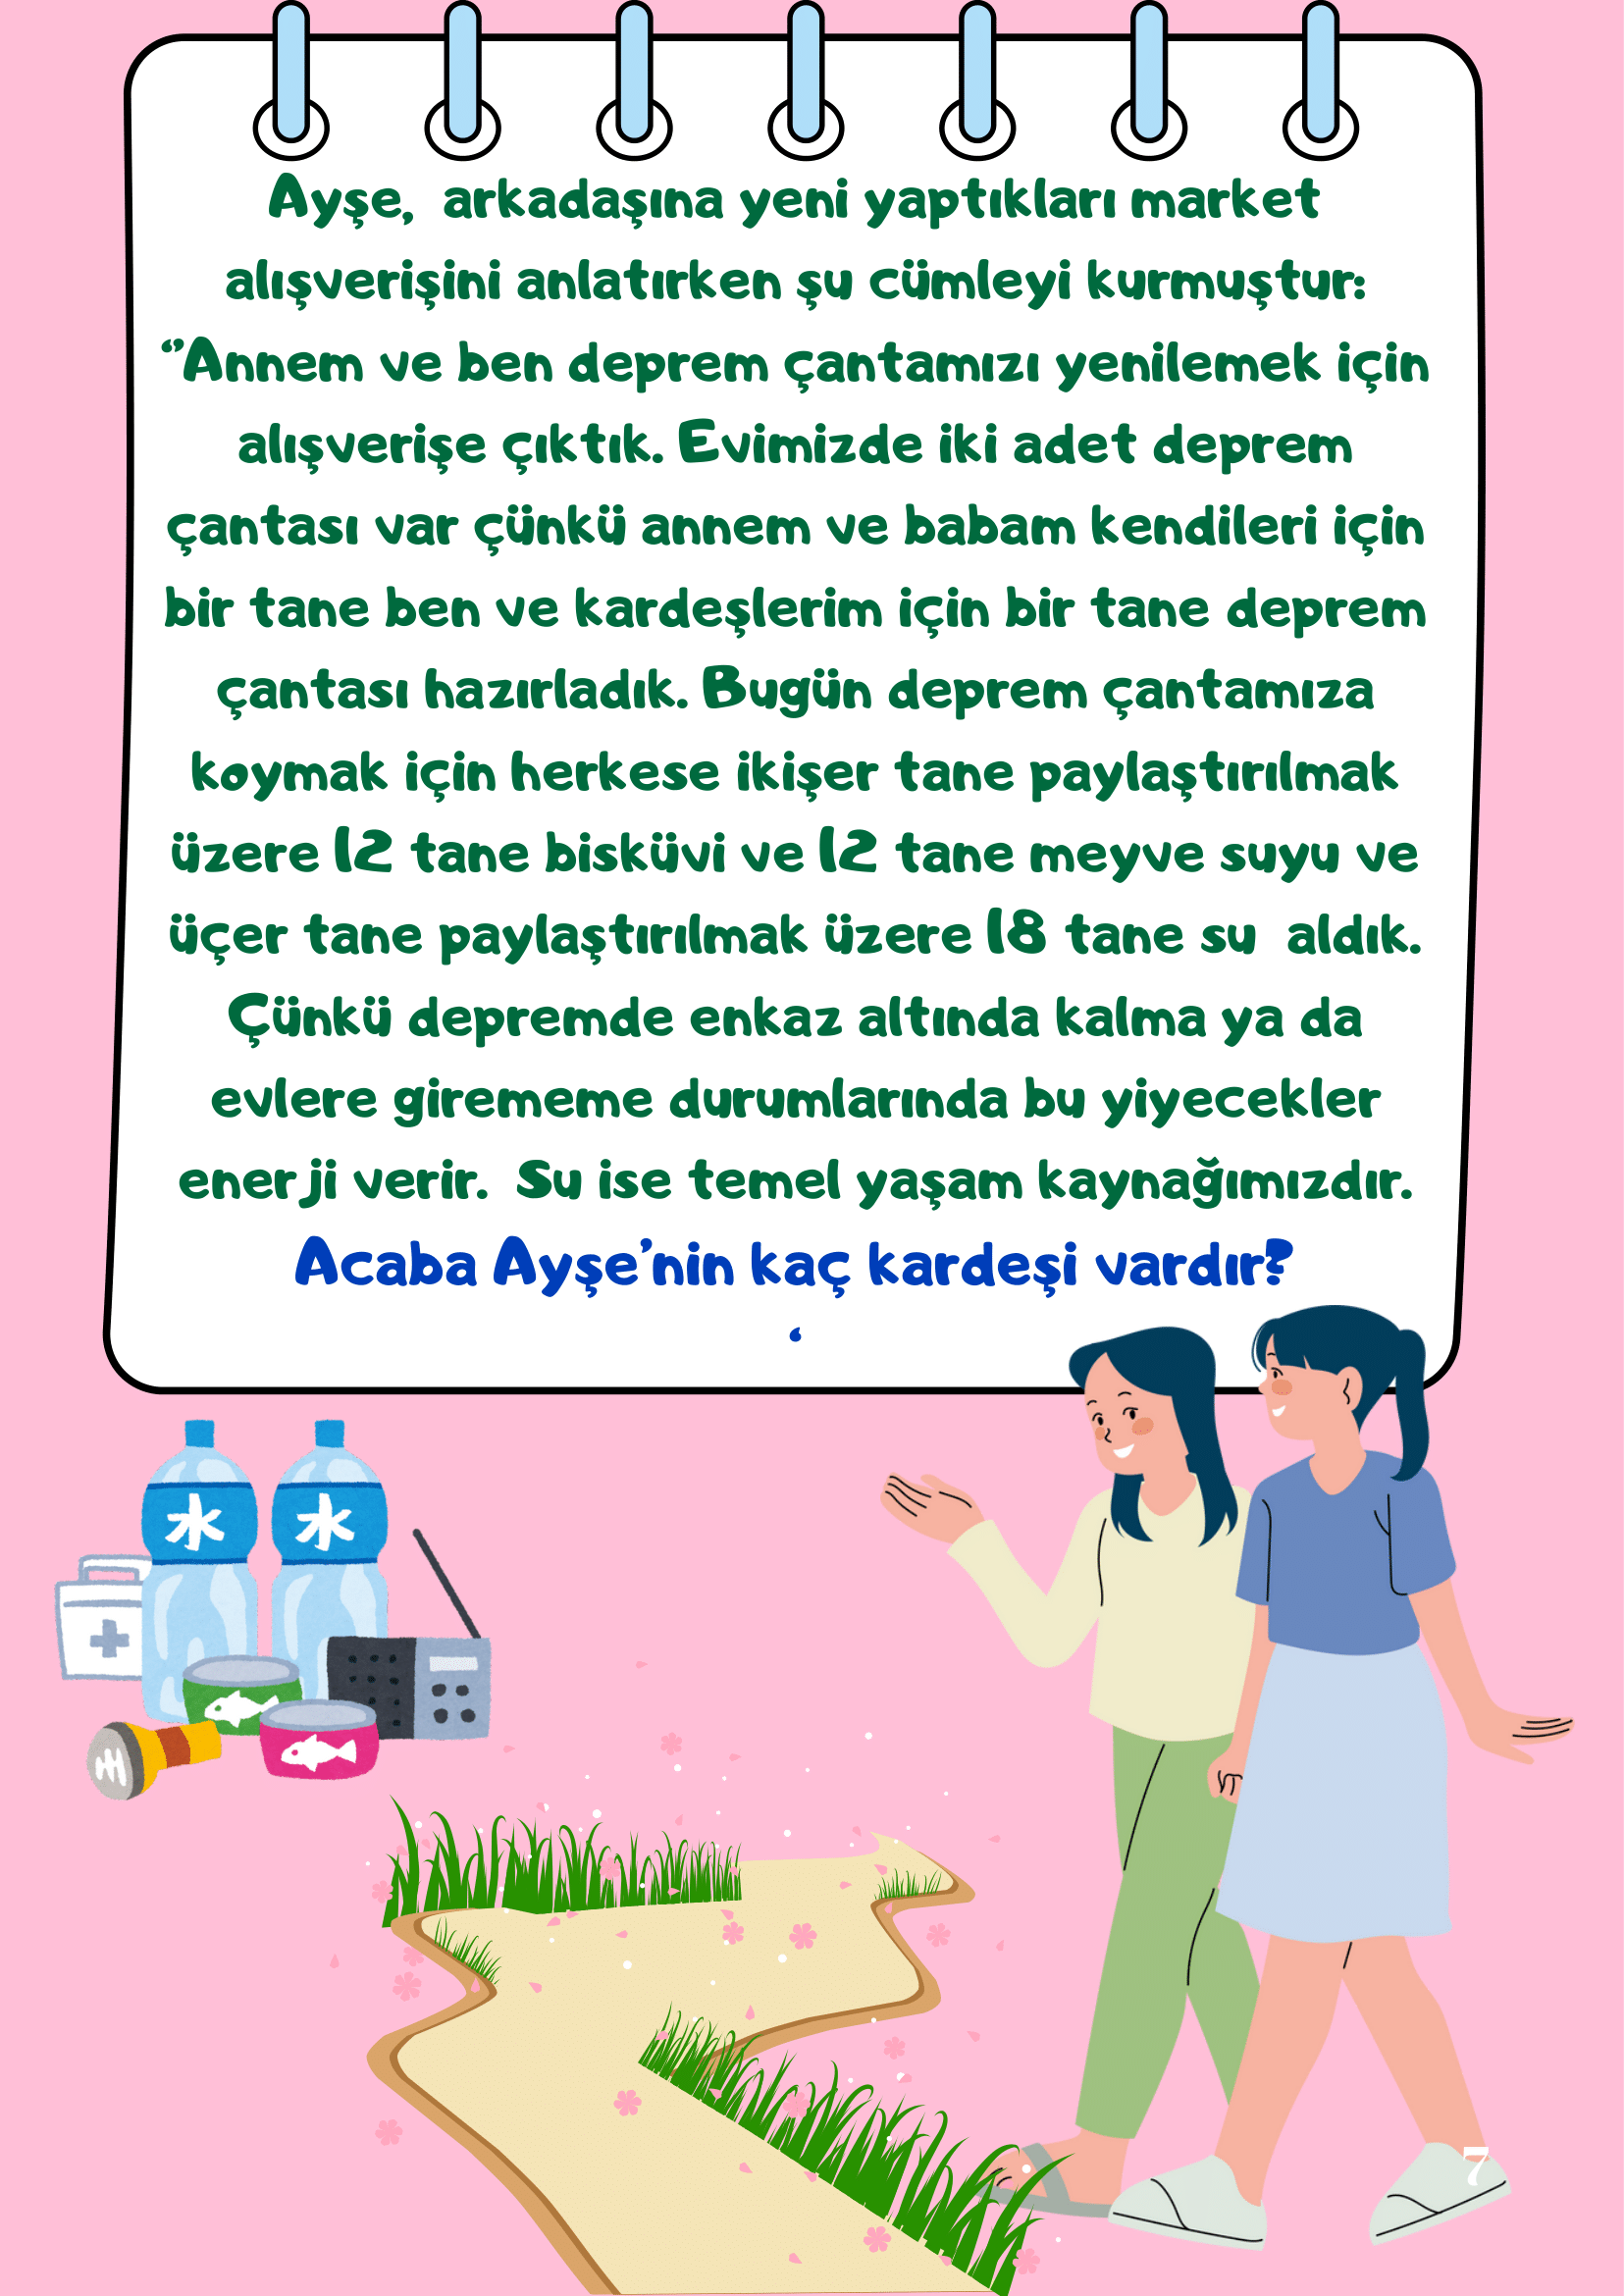 Ayşe, arkadaşına yeni yaptıkları market
alışverişini anlatırken şu cümleyi kurmuştur:
“Annem ve ben deprem çantamızı yenilemek için
alışverişe çıktık. Evimizde iki adet deprem
çantası var çünkü annem ve babam kendileri için
bir tane ben ve kardeşlerim için bir tane deprem
çantası hazırladık. Bugün deprem çantamıza
koymak için herkese ikişer tane paylaştırılmak
üzere 12 tane bisküvi ve 12 tane meyve suyu ve
üçer tane paylaştırılmak üzere 18 tane su aldık.
Çünkü depremde enkaz altında kalma ya da
evlere girememe durumlarında bu yiyecekler
enerji verir. Su ise temel yaşam kaynağımızdır.
Acaba Ayşe’nin kaç kardeşi vardır?
‘
水 水
7